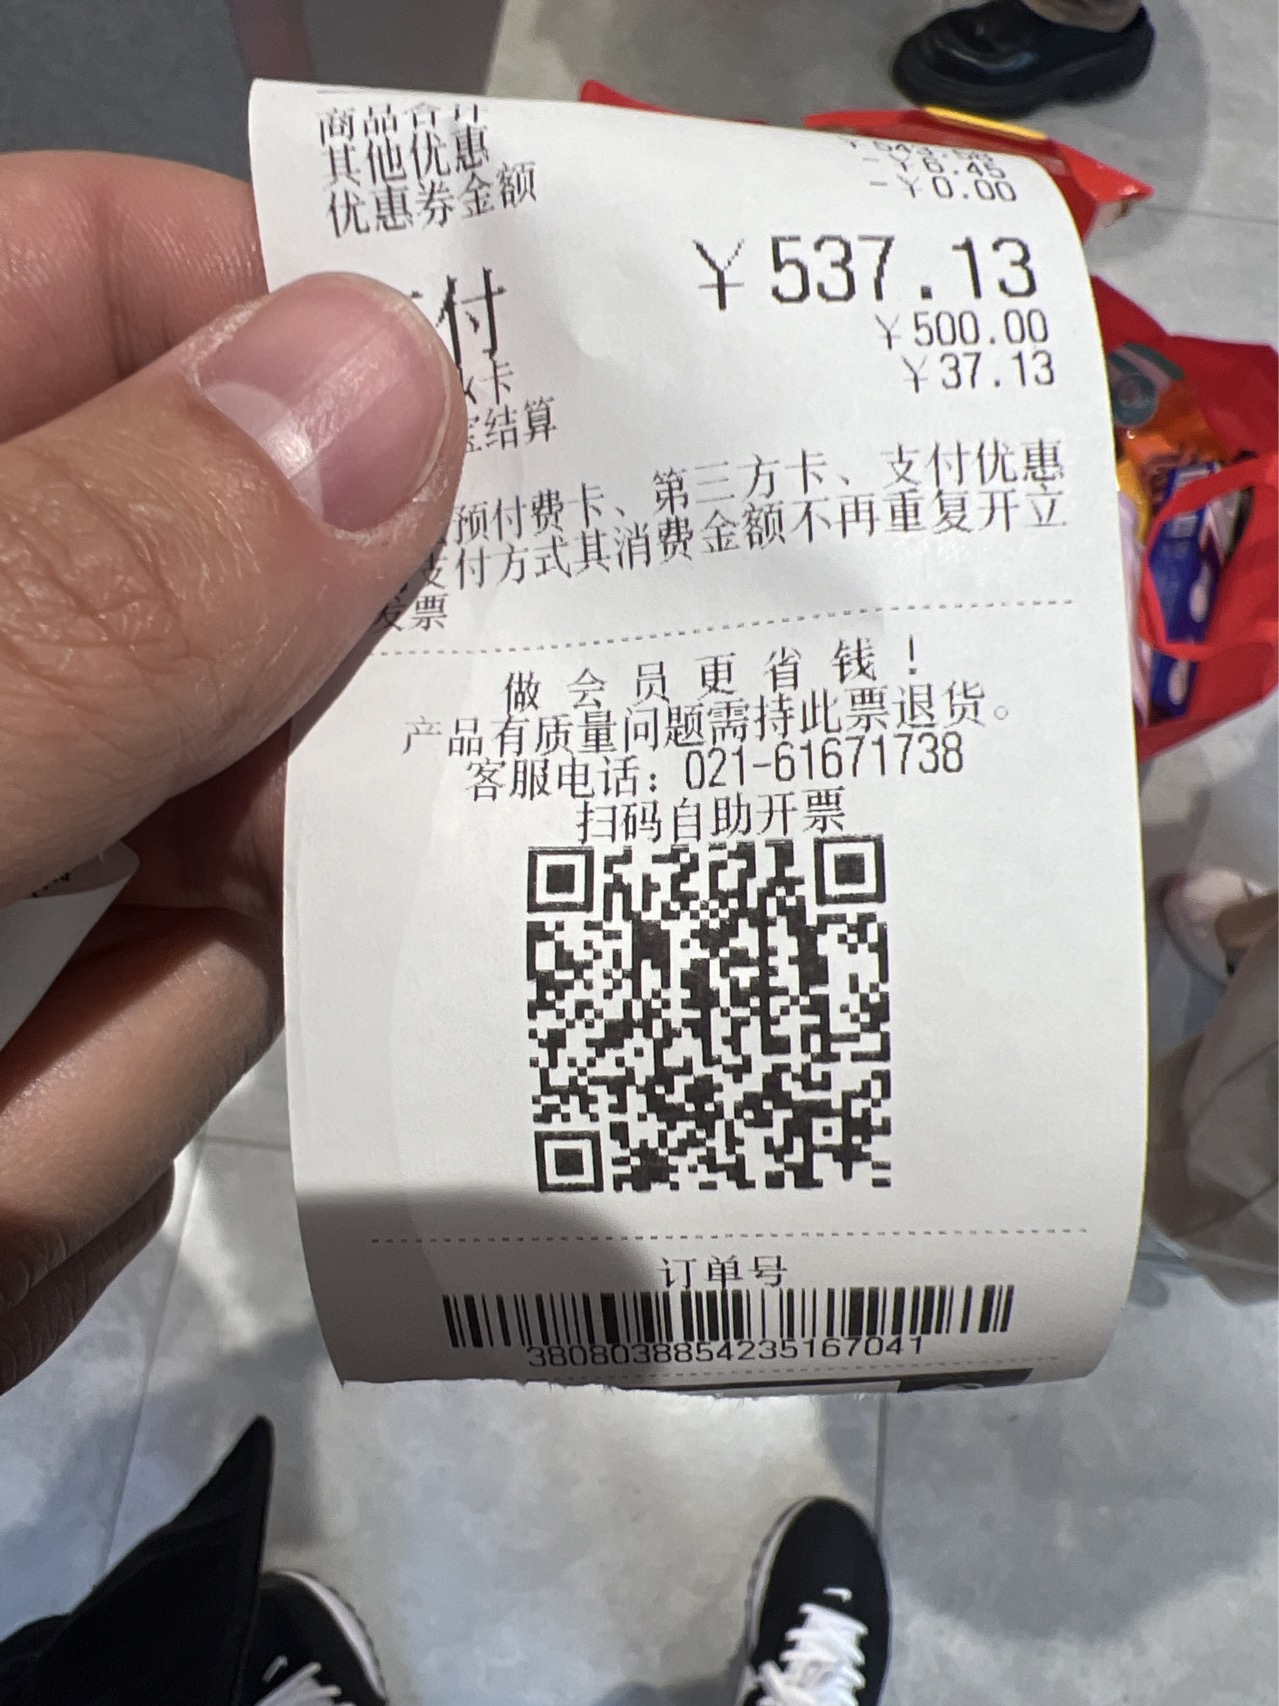 商品合计 ¥543.58
其他优惠 -¥6.45
优惠券金额 -¥0.00
付 ¥537.13
卡 ¥500.00
结算 ¥37.13
预付费卡、第三方卡、支付优惠
支付方式其消费金额不再重复开立
发票
做会员更省钱！
产品有质量问题需持此票退货。
客服电话：021-61671738
扫码自助开票
订单号
3808038854235167041